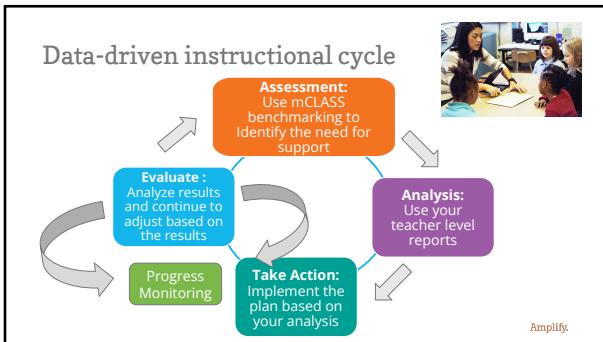 Data-driven instructional cycle
Assessment:
Use mCLASS
benchmarking to
Identify the need for
support
Evaluate :
Analyze results
and continue to
adjust based on
the results
Analysis:
Use your
teacher level
reports
Progress
Monitoring
Take Action:
Implement the
plan based on
your analysis
Amplify.